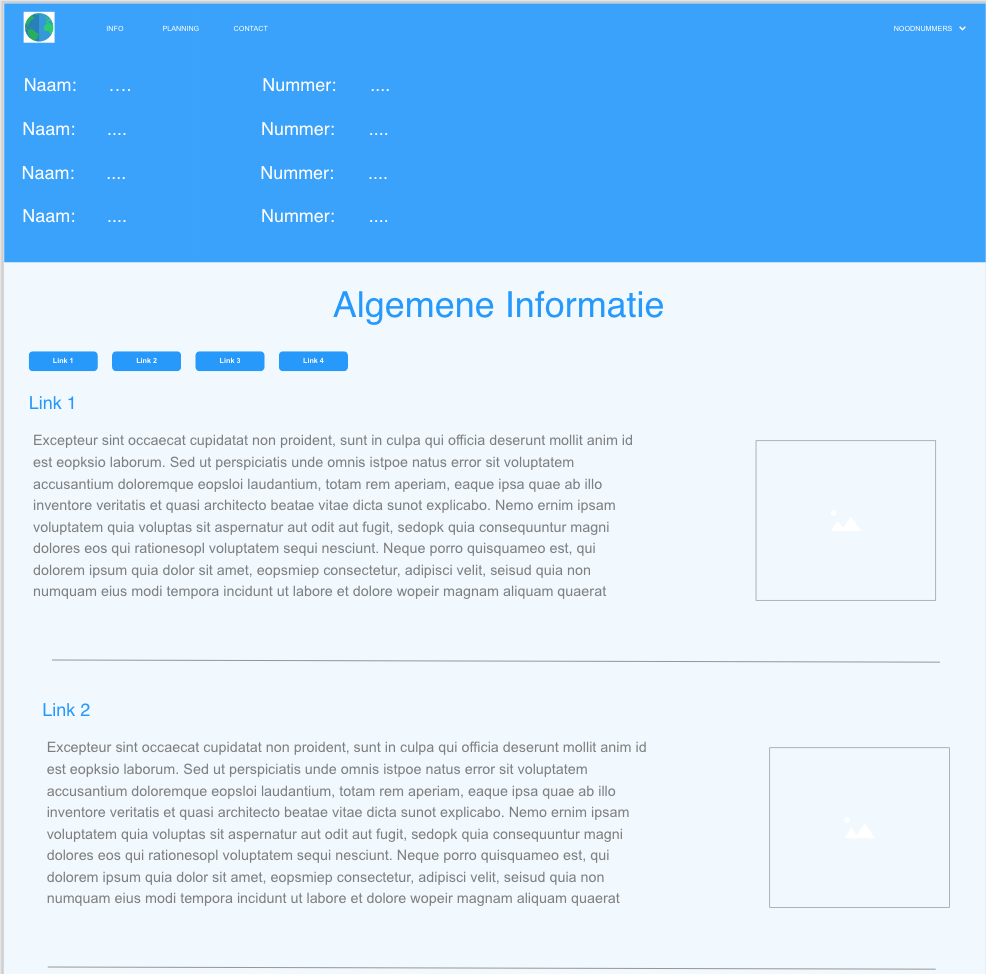 INFO PLANNING CONTACT NOODNUMMERS
Naam: .... Nummer: ....
Naam: .... Nummer: ....
Naam: .... Nummer: ....
Naam: .... Nummer: ....
Algemene Informatie
Link 1 Link 2 Link 3 Link 4
Link 1
Excepteur sint occaecat cupidatat non proident, sunt in culpa qui officia deserunt mollit anim id
est eopksio laborum. Sed ut perspiciatis unde omnis istpoe natus error sit voluptatem
accusantium doloremque eopsloi laudantium, totam rem aperiam, eaque ipsa quae ab illo
inventore veritatis et quasi architecto beatae vitae dicta sunot explicabo. Nemo ernim ipsam
voluptatem quia voluptas sit aspernatur aut odit aut fugit, sedopk quia consequuntur magni
dolores eos qui rationesopl voluptatem sequi nesciunt. Neque porro quisquameo est, qui
dolorem ipsum quia dolor sit amet, eopsmiep consectetur, adipisci velit, seisud quia non
numquam eius modi tempora incidunt ut labore et dolore wopeir magnam aliquam quaerat
Link 2
Excepteur sint occaecat cupidatat non proident, sunt in culpa qui officia deserunt mollit anim id
est eopksio laborum. Sed ut perspiciatis unde omnis istpoe natus error sit voluptatem
accusantium doloremque eopsloi laudantium, totam rem aperiam, eaque ipsa quae ab illo
inventore veritatis et quasi architecto beatae vitae dicta sunot explicabo. Nemo ernim ipsam
voluptatem quia voluptas sit aspernatur aut odit aut fugit, sedopk quia consequuntur magni
dolores eos qui rationesopl voluptatem sequi nesciunt. Neque porro quisquameo est, qui
dolorem ipsum quia dolor sit amet, eopsmiep consectetur, adipisci velit, seisud quia non
numquam eius modi tempora incidunt ut labore et dolore wopeir magnam aliquam quaerat